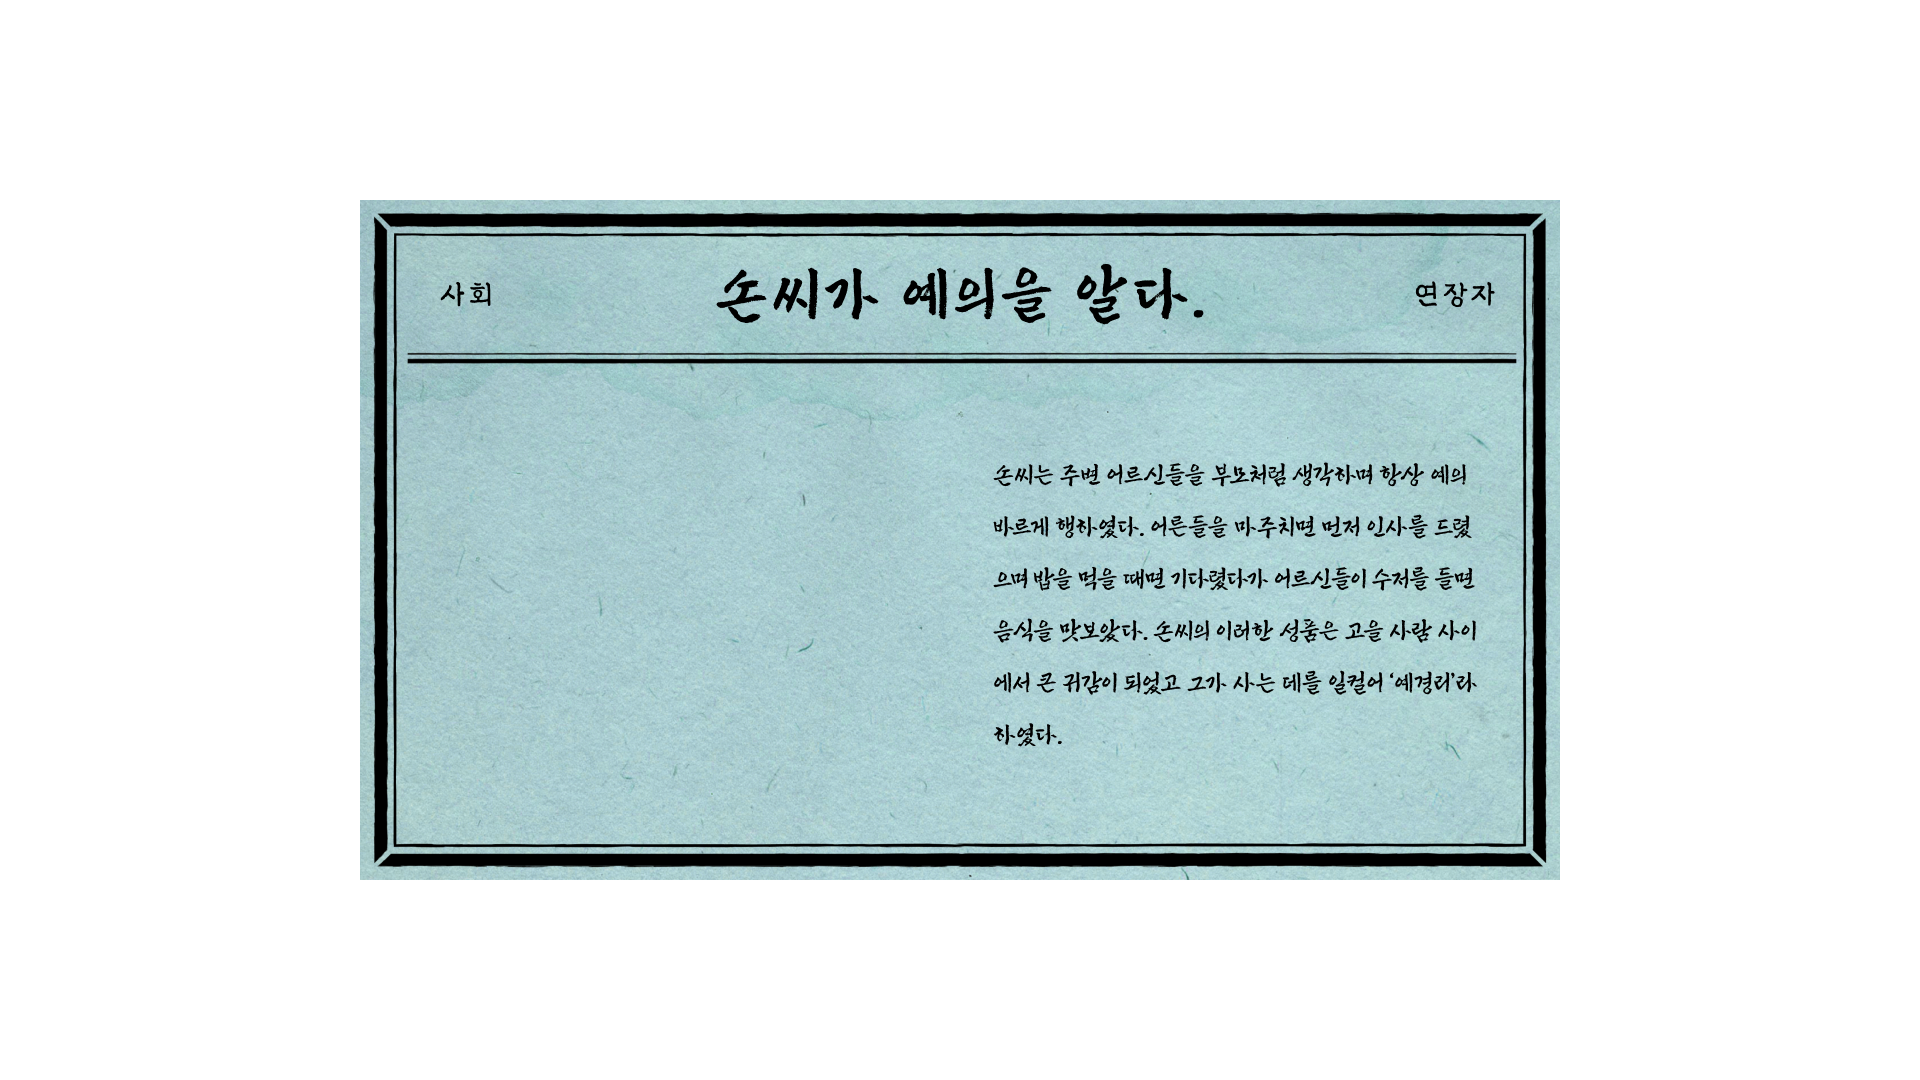 사회
손씨가 예의을 알다.
연장자
손씨는 주변 어르신들을 부모처럼 생각하며 항상 예의
바르게 행하였다. 어른들을 마주치면 먼저 인사를 드렸
으며 밥을 먹을 때면 기다렸다가 어르신들이 수저를 들면
음식을 맛보았다. 손씨의 이러한 성품은 고을 사람 사이
에서 큰 귀감이 되었고 그가 사는 데를 일컬어 ‘예경리’라
하였다.